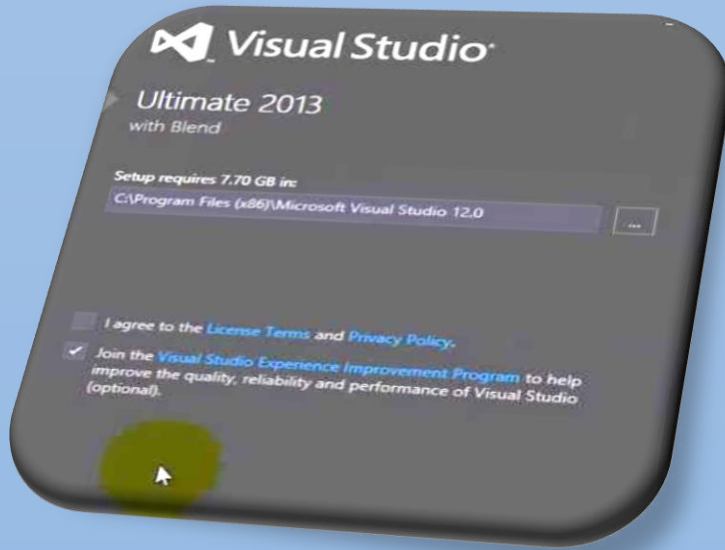 Visual Studio
Ultimate 2013
with Blend
Setup requires 7.70 GB in:
C:\Program Files (x86)\Microsoft Visual Studio 12.0
...
I agree to the License Terms and Privacy Policy.
Join the Visual Studio Experience Improvement Program to help
improve the quality, reliability and performance of Visual Studio
(optional).